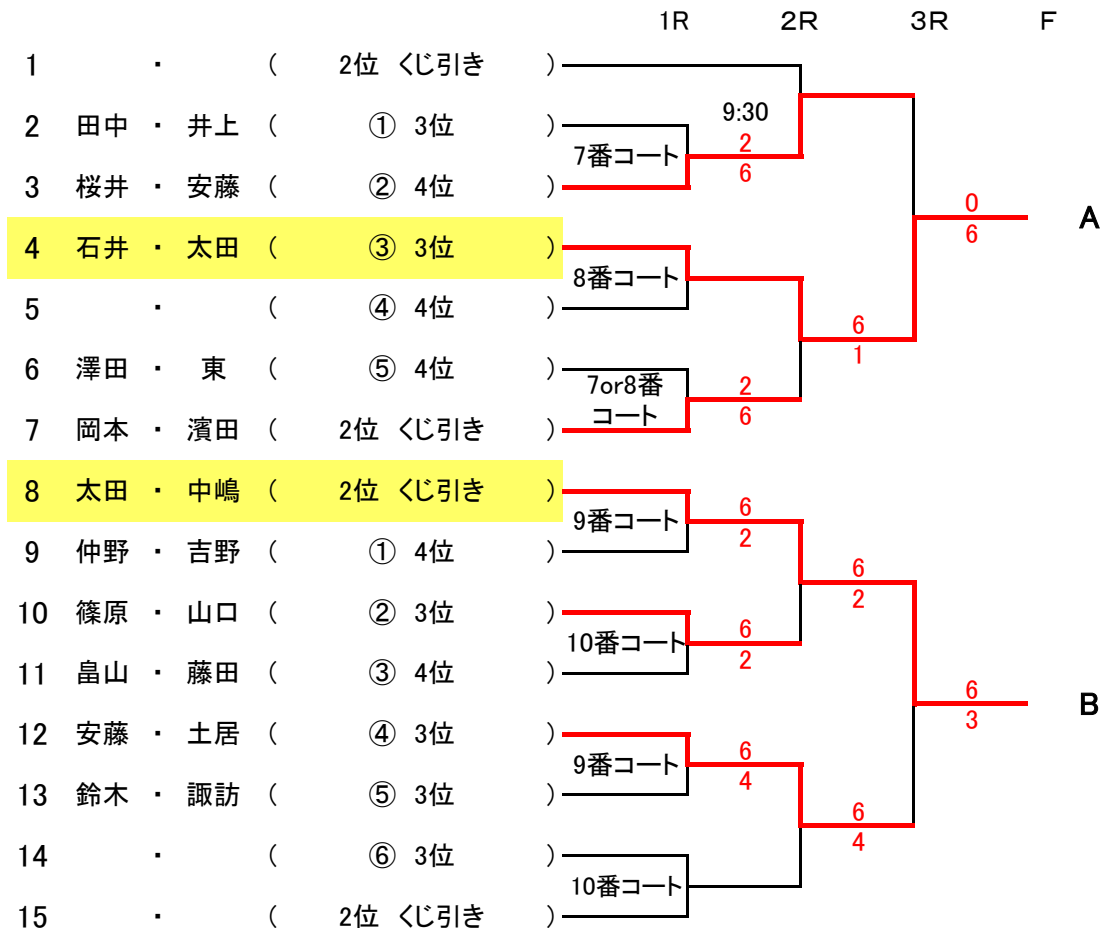 1R 2R 3R F
1 ・ ( 2位 くじ引き )
2 田中 ・ 井上 ( ① 3位 )
9:30
7番コート
2
6
3 桜井 ・ 安藤 ( ② 4位 )
0
6
A
4 石井 ・ 太田 ( ③ 3位 )
8番コート
5 ・ ( ④ 4位 )
6
1
6 澤田 ・ 東 ( ⑤ 4位 )
7or8番
コート
2
6
7 岡本 ・ 濱田 ( 2位 くじ引き )
8 太田 ・ 中嶋 ( 2位 くじ引き )
9番コート
6
2
9 仲野 ・ 吉野 ( ① 4位 )
6
2
10 篠原 ・ 山口 ( ② 3位 )
10番コート
6
2
11 畠山 ・ 藤田 ( ③ 4位 )
6
3
B
12 安藤 ・ 土居 ( ④ 3位 )
9番コート
6
4
13 鈴木 ・ 諏訪 ( ⑤ 3位 )
6
4
14 ・ ( ⑥ 3位 )
10番コート
15 ・ ( 2位 くじ引き )